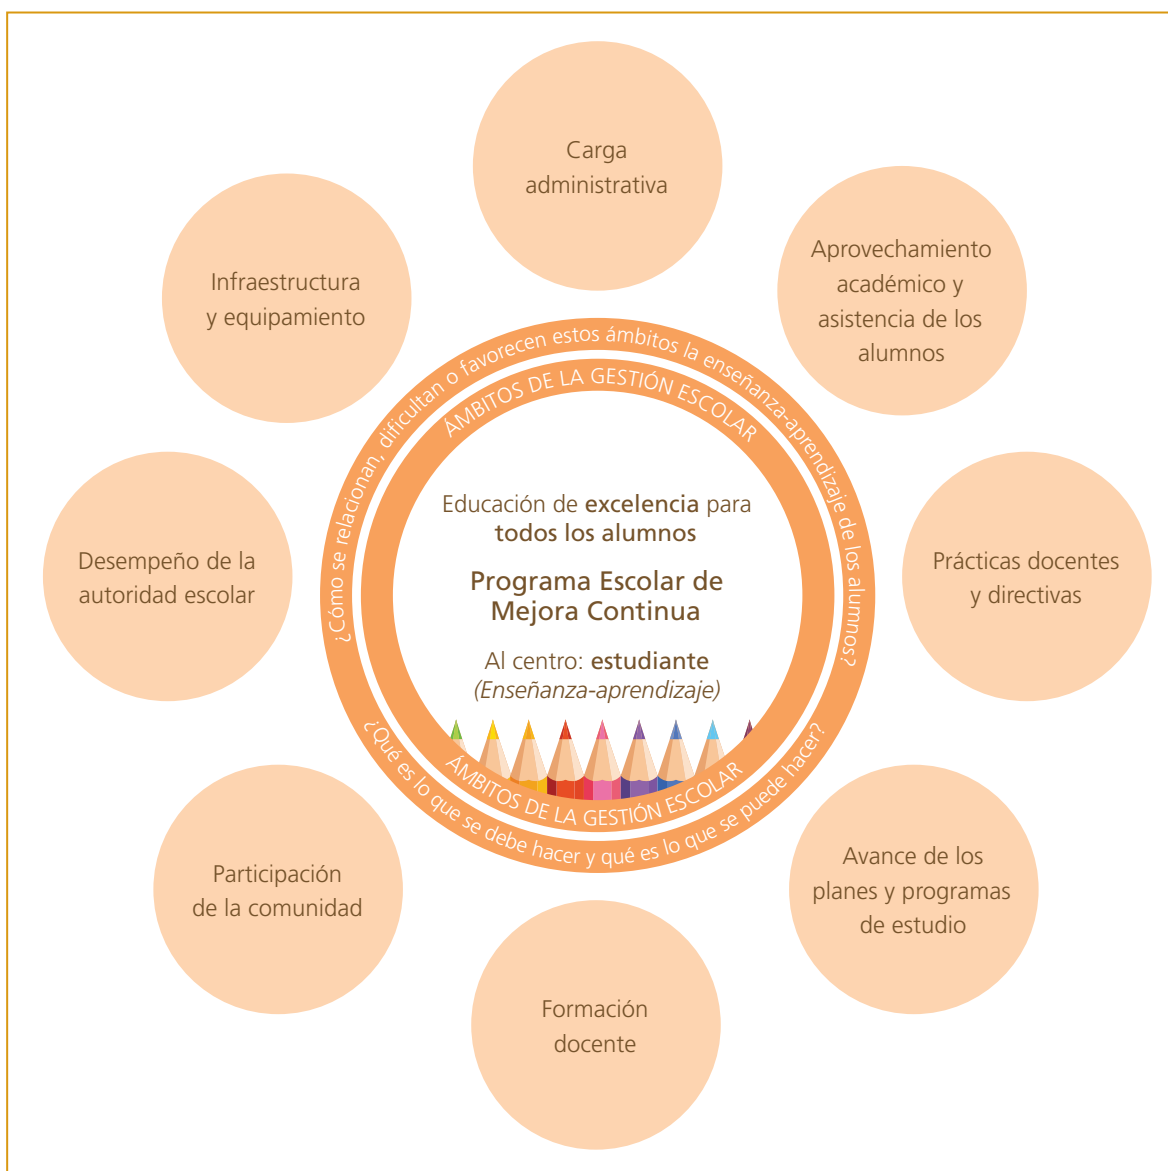 Carga
administrativa
Aprovechamiento
académico y
asistencia de los
alumnos
Prácticas docentes
y directivas
Avance de los
planes y programas
de estudio
Formación
docente
Participación
de la comunidad
Desempeño de la
autoridad escolar
Infraestructura
y equipamiento
¿Cómo se relacionan, dificultan o favorecen estos ámbitos la enseñanza-aprendizaje de los alumnos?
¿Qué es lo que se debe hacer y qué es lo que se puede hacer?
ÁMBITOS DE LA GESTIÓN ESCOLAR
Educación de excelencia para
todos los alumnos
Programa Escolar de
Mejora Continua
Al centro: estudiante
(Enseñanza-aprendizaje)
ÁMBITOS DE LA GESTIÓN ESCOLAR